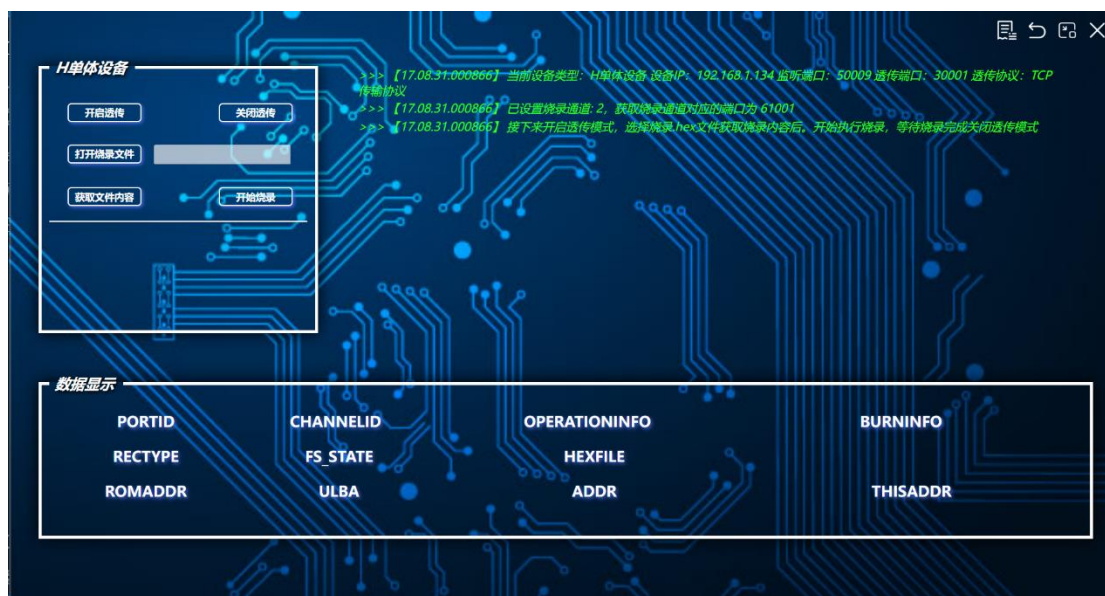 H单体设备
开启透传 关闭透传
打开烧录文件
获取文件内容 开始烧录
>>> 【17.08.31.000866】 当前设备类型：H单体设备 设备IP：192.168.1.134 监听端口：50009 透传端口：30001 透传协议：TCP
传输协议
>>> 【17.08.31.000866】 已设置烧录通道: 2，获取烧录通道对应的端口为 61001
>>> 【17.08.31.000866】 接下来开启透传模式，选择烧录.hex文件获取烧录内容后。开始执行烧录，等待烧录完成关闭透传模式
数据显示
PORTID CHANNELID OPERATIONINFO BURNINFO
RECTYPE FS_STATE HEXFILE
ROMADDR ULBA ADDR THISADDR